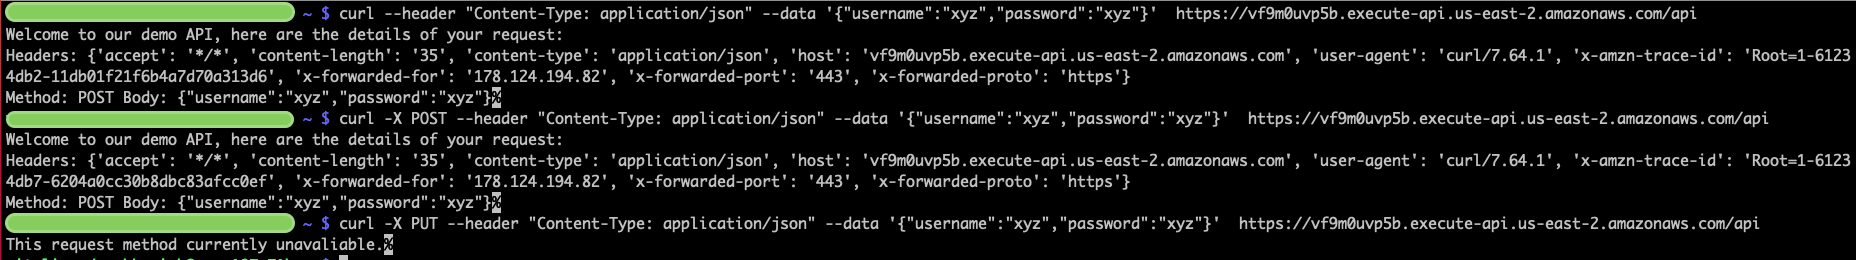 ~ $ curl --header "Content-Type: application/json" --data '{"username":"xyz","password":"xyz"}'  https://vf9m0uvp5b.execute-api.us-east-2.amazonaws.com/api
Welcome to our demo API, here are the details of your request:
Headers: {'accept': '*/*', 'content-length': '35', 'content-type': 'application/json', 'host': 'vf9m0uvp5b.execute-api.us-east-2.amazonaws.com', 'user-agent': 'curl/7.64.1', 'x-amzn-trace-id': 'Root=1-6123
4db2-11db01f21f6b4a7d70a313d6', 'x-forwarded-for': '178.124.194.82', 'x-forwarded-port': '443', 'x-forwarded-proto': 'https'}
Method: POST Body: {"username":"xyz","password":"xyz"}%
~ $ curl -X POST --header "Content-Type: application/json" --data '{"username":"xyz","password":"xyz"}'  https://vf9m0uvp5b.execute-api.us-east-2.amazonaws.com/api
Welcome to our demo API, here are the details of your request:
Headers: {'accept': '*/*', 'content-length': '35', 'content-type': 'application/json', 'host': 'vf9m0uvp5b.execute-api.us-east-2.amazonaws.com', 'user-agent': 'curl/7.64.1', 'x-amzn-trace-id': 'Root=1-6123
4db7-6204a0cc30b8dbc83afcc0ef', 'x-forwarded-for': '178.124.194.82', 'x-forwarded-port': '443', 'x-forwarded-proto': 'https'}
Method: POST Body: {"username":"xyz","password":"xyz"}%
~ $ curl -X PUT --header "Content-Type: application/json" --data '{"username":"xyz","password":"xyz"}'  https://vf9m0uvp5b.execute-api.us-east-2.amazonaws.com/api
This request method currently unavaliable.%